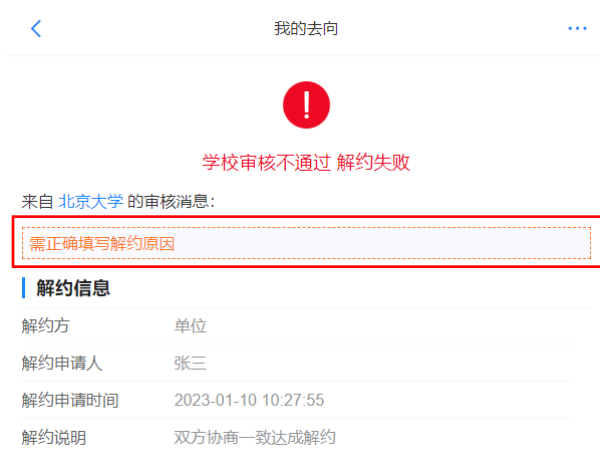 我的去向
学校审核不通过 解约失败
来自 北京大学 的审核消息：
需正确填写解约原因
解约信息
解约方 单位
解约申请人 张三
解约申请时间 2023-01-10 10:27:55
解约说明 双方协商一致达成解约